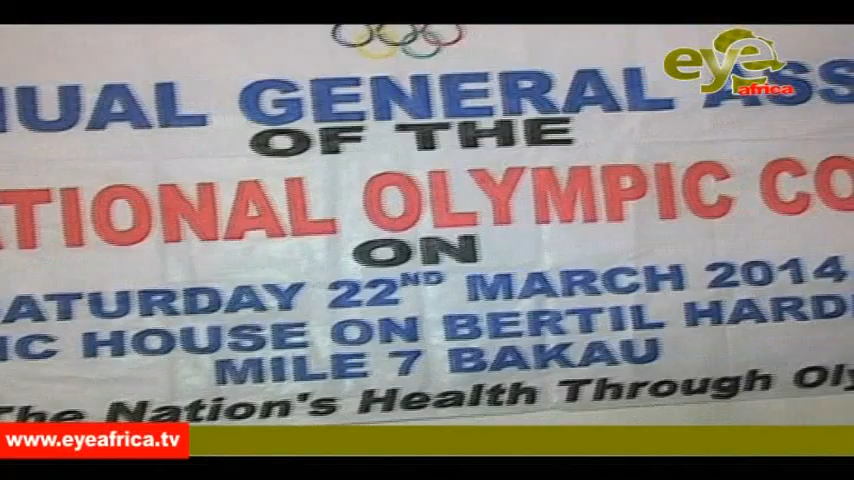 eye
africa
NUAL GENERAL ASS
OF THE
ATIONAL OLYMPIC CO
ON
SATURDAY 22ND MARCH 2014
IC HOUSE ON BERTIL HARD
MILE 7 BAKAU
The Nation's Health Through Oly
www.eyeafrica.tv